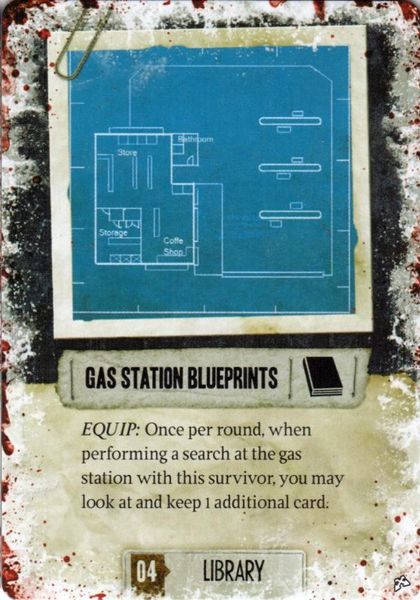 Bathroom
Store
Storage
Coffe
Shop
GAS STATION BLUEPRINTS
EQUIP: Once per round, when
performing a search at the gas
station with this survivor, you may
look at and keep 1 additional card.
04 LIBRARY